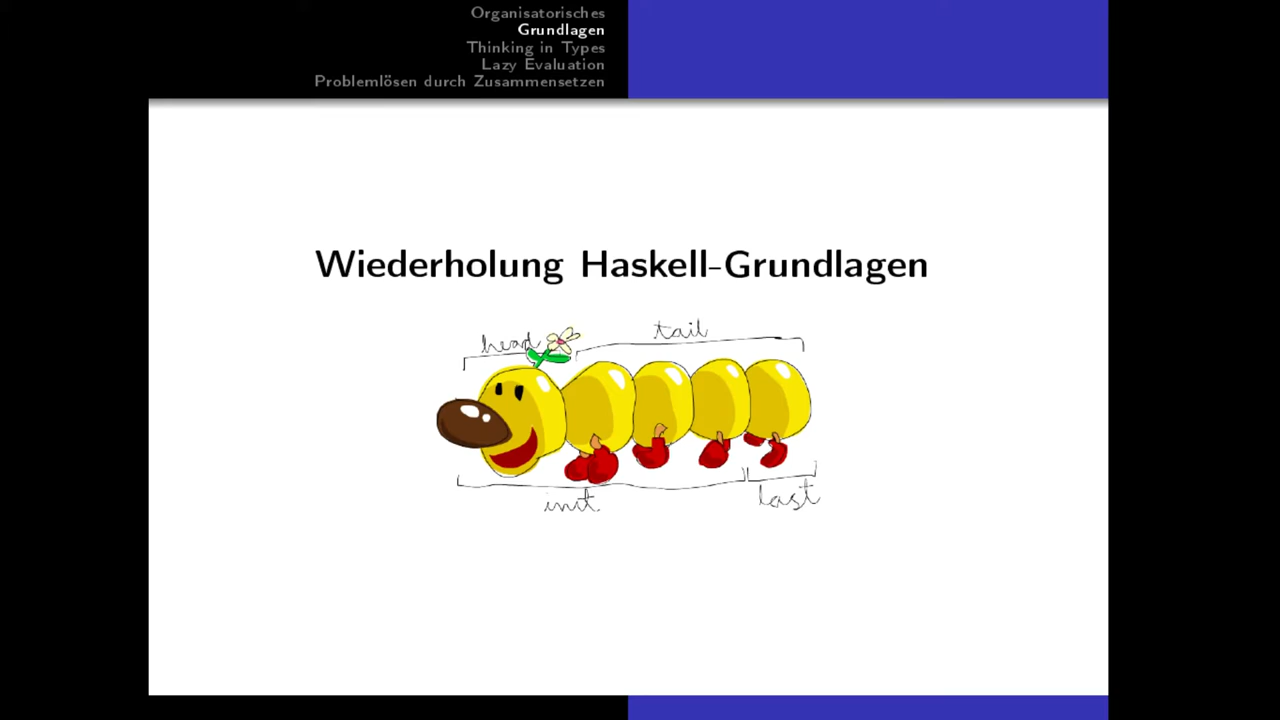 Organisatorisches
Grundlagen
Thinking in Types
Lazy Evaluation
Problemlösen durch Zusammensetzen
Wiederholung Haskell-Grundlagen
head
tail
init
last